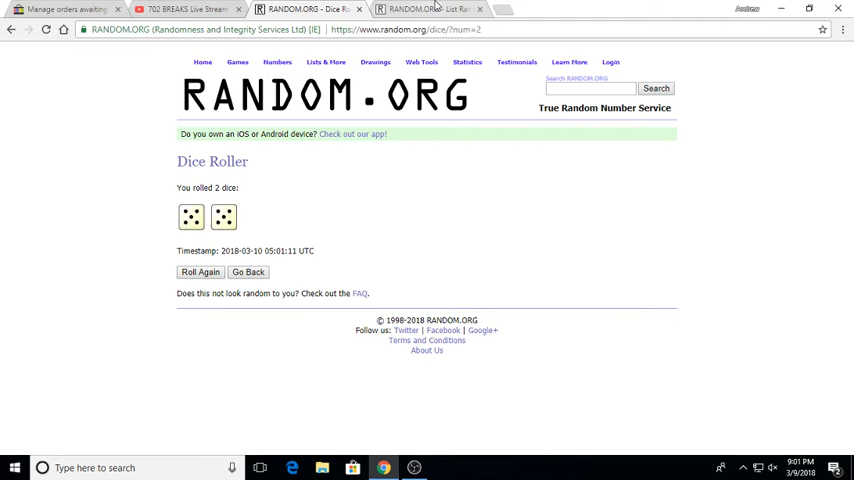 Manage orders awaiting
702 BREAKS Live Stream
RANDOM.ORG - Dice Ro
RANDOM.ORG - List Ran
Andrew
RANDOM.ORG (Randomness and Integrity Services Ltd) [IE]
https://www.random.org/dice/?num=2
Home Games Numbers Lists & More Drawings Web Tools Statistics Testimonials Learn More Login
RANDOM.ORG
Search RANDOM.ORG
Search
True Random Number Service
Do you own an iOS or Android device? Check out our app!
Dice Roller
You rolled 2 dice:
Timestamp: 2018-03-10 05:01:11 UTC
Roll Again Go Back
Does this not look random to you? Check out the FAQ.
© 1998-2018 RANDOM.ORG
Follow us: Twitter | Facebook | Google+
Terms and Conditions
About Us
Type here to search
9:01 PM
3/9/2018
2